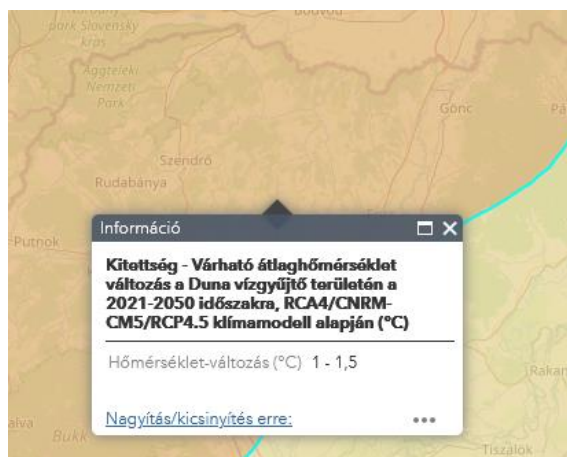 park Slovenský
kras
Aggteleki
Nemzeti
Park
Gönc
Szendrő
Rudabánya
Putnok
Információ
Kitettség - Várható átlaghőmérséklet
változás a Duna vízgyűjtő területén a
2021-2050 időszakra, RCA4/CNRM-
CM5/RCP4.5 klímamodell alapján (°C)
Hőmérséklet-változás (°C) 1 - 1,5
Nagyítás/kicsinyítés erre:
Bükk
Tiszalök